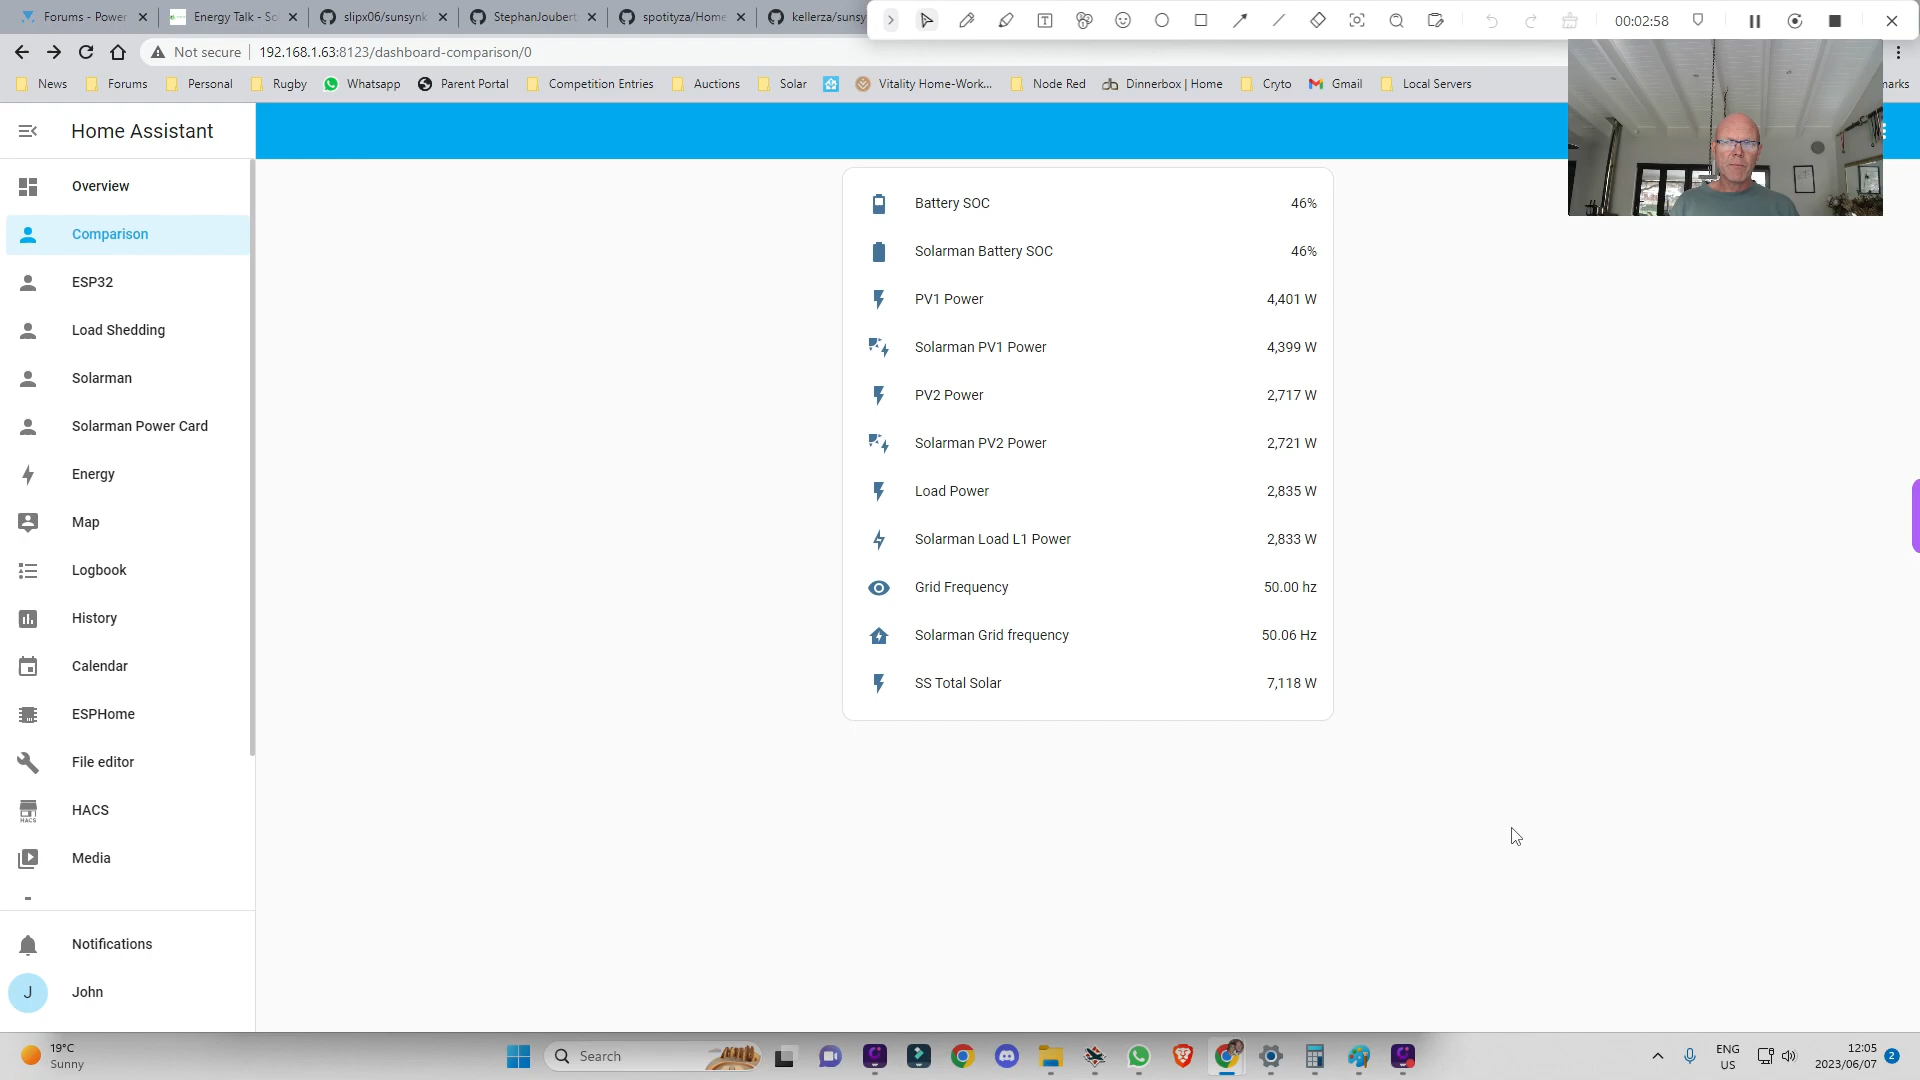 Forums - Power
Energy Talk - So
slipx06/sunsynk
StephanJoubert
spotityza/Home
kellerza/sunsy
00:02:58
Not secure
192.168.1.63:8123/dashboard-comparison/0
News
Forums
Personal
Rugby
Whatsapp
Parent Portal
Competition Entries
Auctions
Solar
Vitality Home-Work...
Node Red
Dinnerbox | Home
Cryto
Gmail
Local Servers
marks
Home Assistant
Overview
Comparison
ESP32
Load Shedding
Solarman
Solarman Power Card
Energy
Map
Logbook
History
Calendar
ESPHome
File editor
HACS
HACS
Media
Notifications
J
John
Battery SOC 46%
Solarman Battery SOC 46%
PV1 Power 4,401 W
Solarman PV1 Power 4,399 W
PV2 Power 2,717 W
Solarman PV2 Power 2,721 W
Load Power 2,835 W
Solarman Load L1 Power 2,833 W
Grid Frequency 50.00 hz
Solarman Grid frequency 50.06 Hz
SS Total Solar 7,118 W
19°C
Sunny
Search
ENG
US
12:05
2023/06/07
2